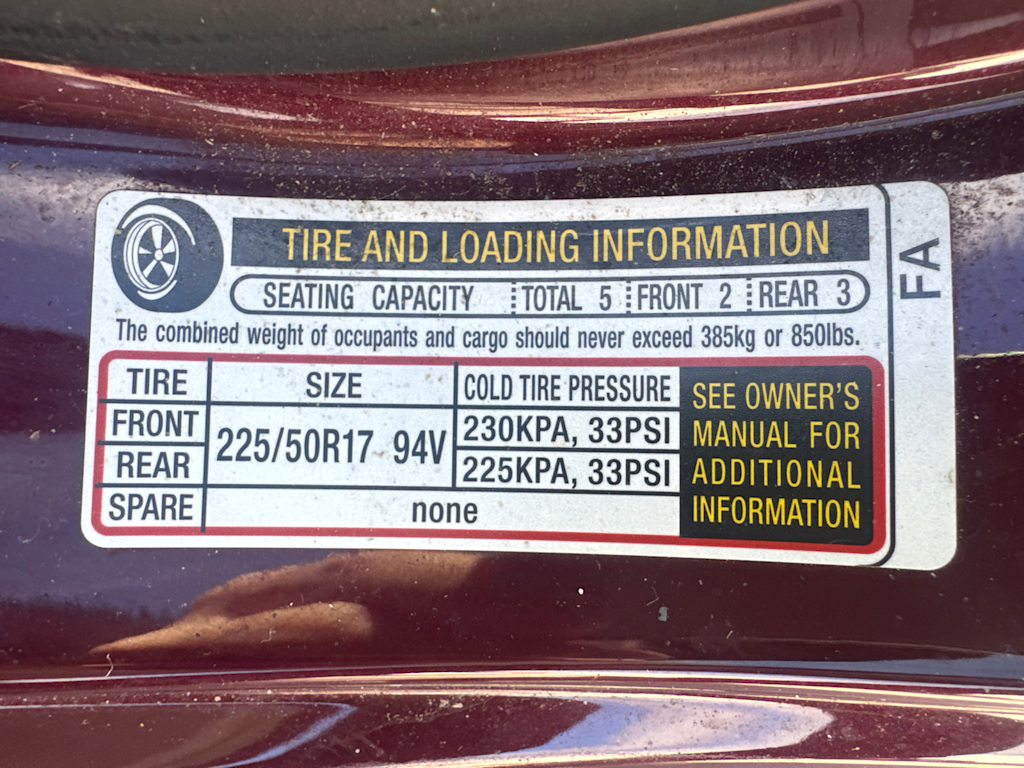 TIRE AND LOADING INFORMATION
SEATING CAPACITY TOTAL 5 FRONT 2 REAR 3
The combined weight of occupants and cargo should never exceed 385kg or 850lbs.
TIRE SIZE COLD TIRE PRESSURE
FRONT 225/50R17 94V 230KPA, 33PSI
REAR 225KPA, 33PSI
SPARE none
SEE OWNER'S
MANUAL FOR
ADDITIONAL
INFORMATION
FA